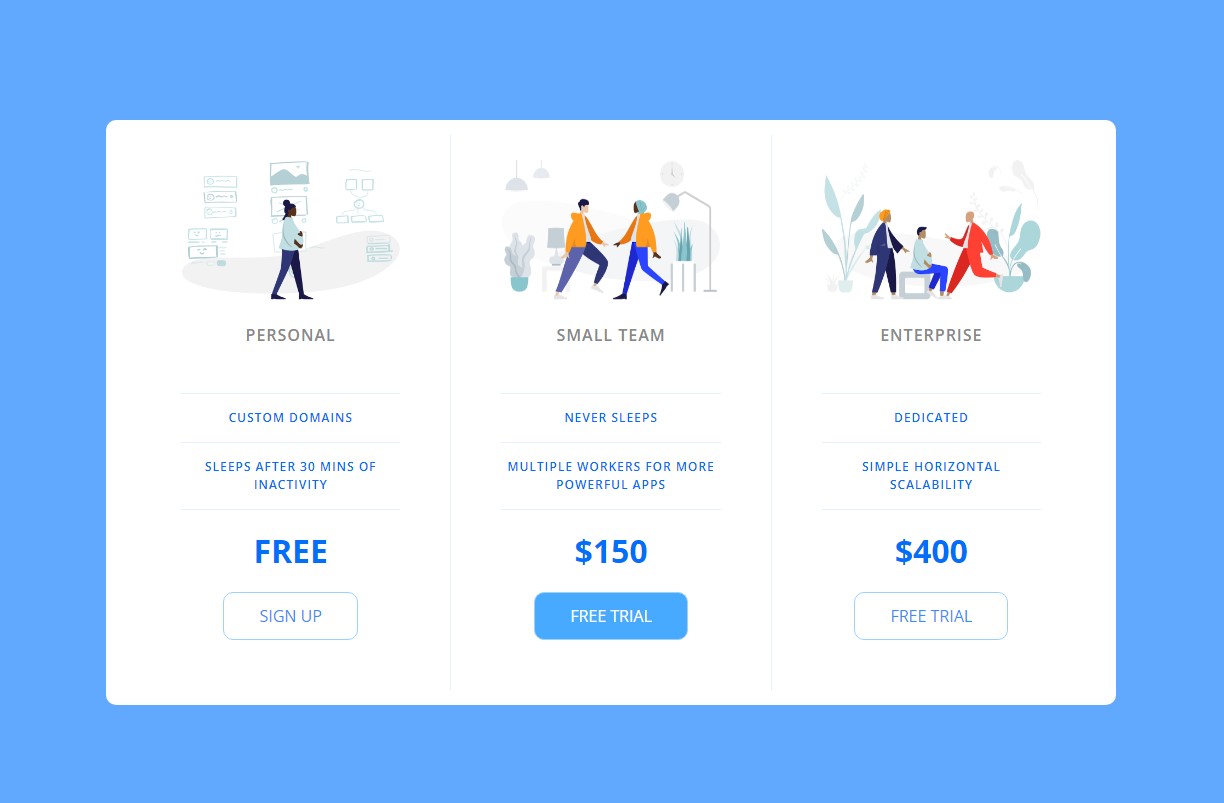 PERSONAL
CUSTOM DOMAINS
SLEEPS AFTER 30 MINS OF
INACTIVITY
FREE
SIGN UP
SMALL TEAM
NEVER SLEEPS
MULTIPLE WORKERS FOR MORE
POWERFUL APPS
$150
FREE TRIAL
ENTERPRISE
DEDICATED
SIMPLE HORIZONTAL
SCALABILITY
$400
FREE TRIAL